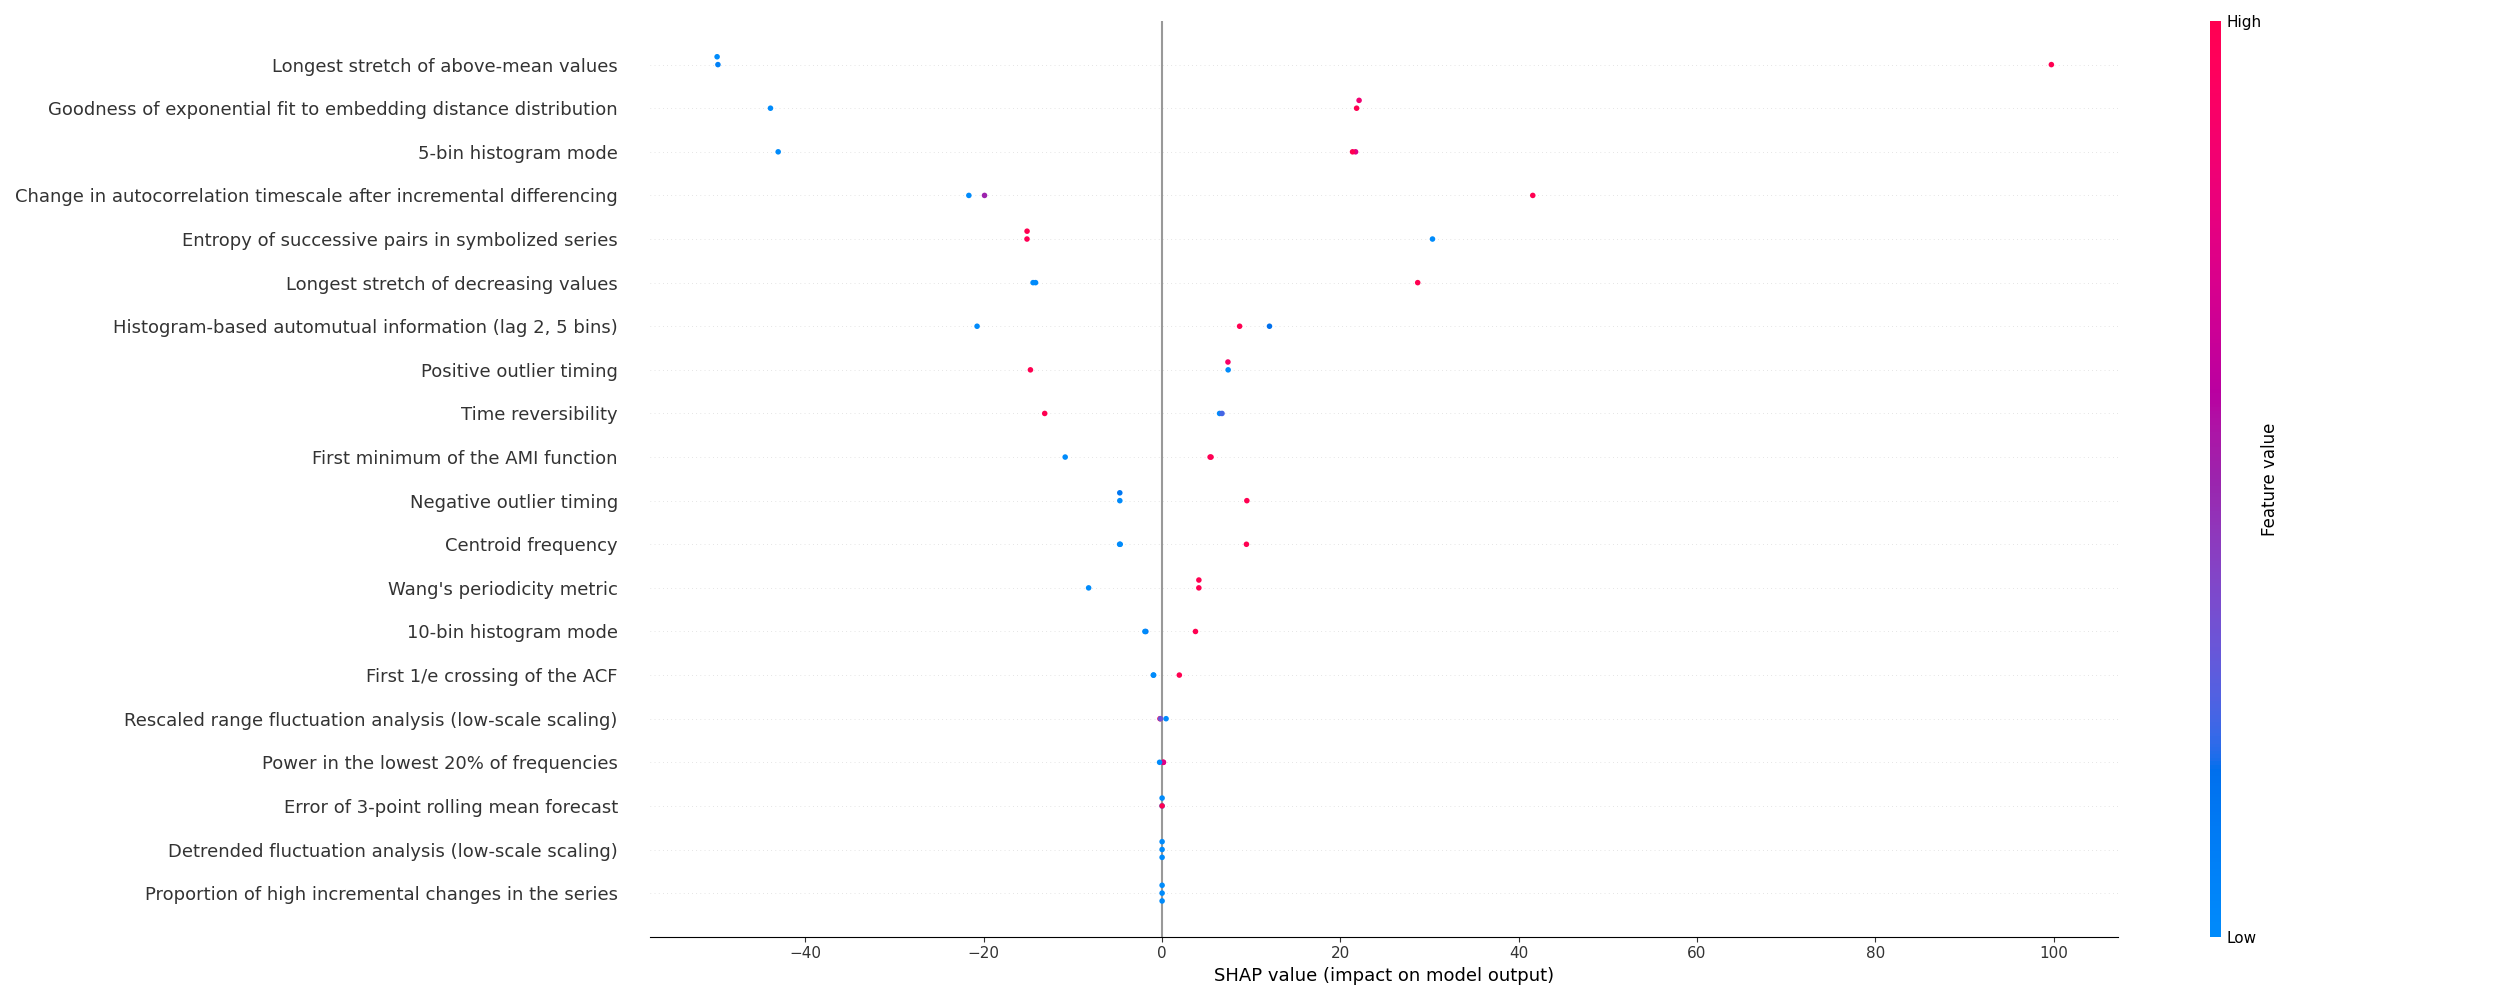 High
Longest stretch of above-mean values
Goodness of exponential fit to embedding distance distribution
5-bin histogram mode
Change in autocorrelation timescale after incremental differencing
Entropy of successive pairs in symbolized series
Longest stretch of decreasing values
Histogram-based automutual information (lag 2, 5 bins)
Positive outlier timing
Time reversibility
First minimum of the AMI function
Negative outlier timing
Centroid frequency
Wang's periodicity metric
10-bin histogram mode
First 1/e crossing of the ACF
Rescaled range fluctuation analysis (low-scale scaling)
Power in the lowest 20% of frequencies
Error of 3-point rolling mean forecast
Detrended fluctuation analysis (low-scale scaling)
Proportion of high incremental changes in the series
Feature value
Low
−40 −20 0 20 40 60 80 100
SHAP value (impact on model output)